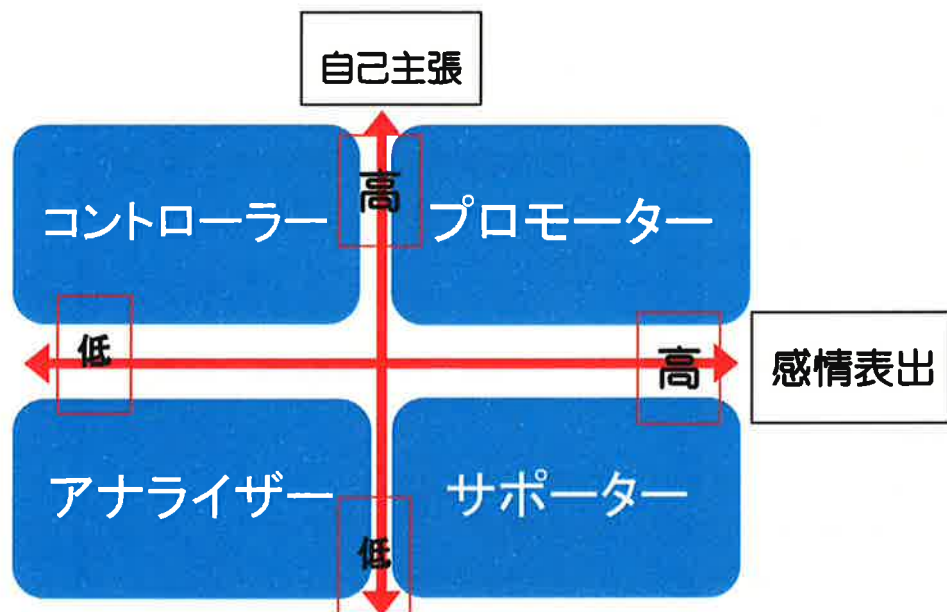 自己主張
高
コントローラー
プロモーター
低
高
感情表出
アナライザー
サポーター
低